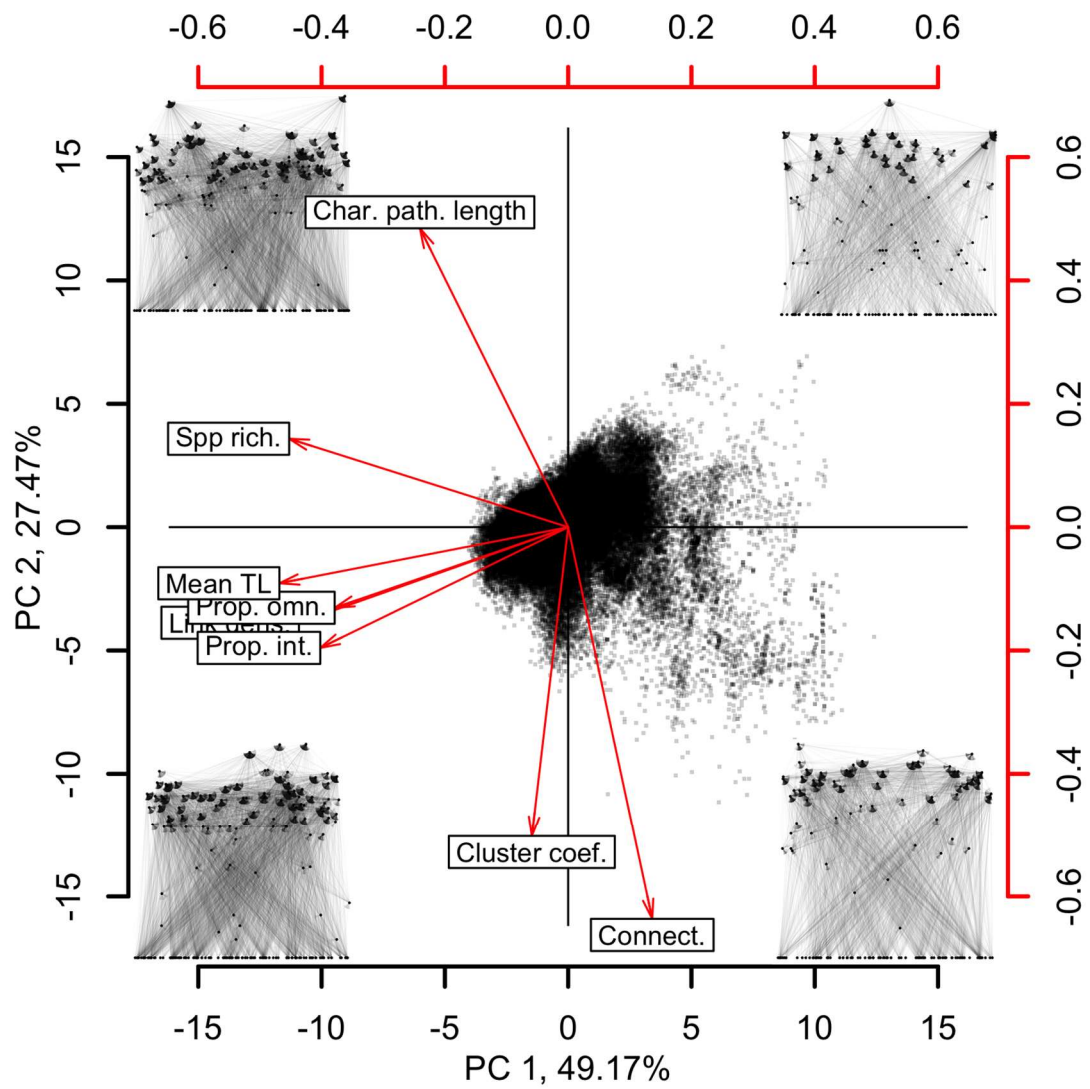 -0.6 -0.4 -0.2 0.0 0.2 0.4 0.6
15
10
5
0
-5
-10
-15
PC 2, 27.47%
Char. path. length
Spp rich.
Mean TL
Prop. omn.
Link dens.
Prop. int.
Cluster coef.
Connect.
0.6
0.4
0.2
0.0
-0.2
-0.4
-0.6
-15 -10 -5 0 5 10 15
PC 1, 49.17%